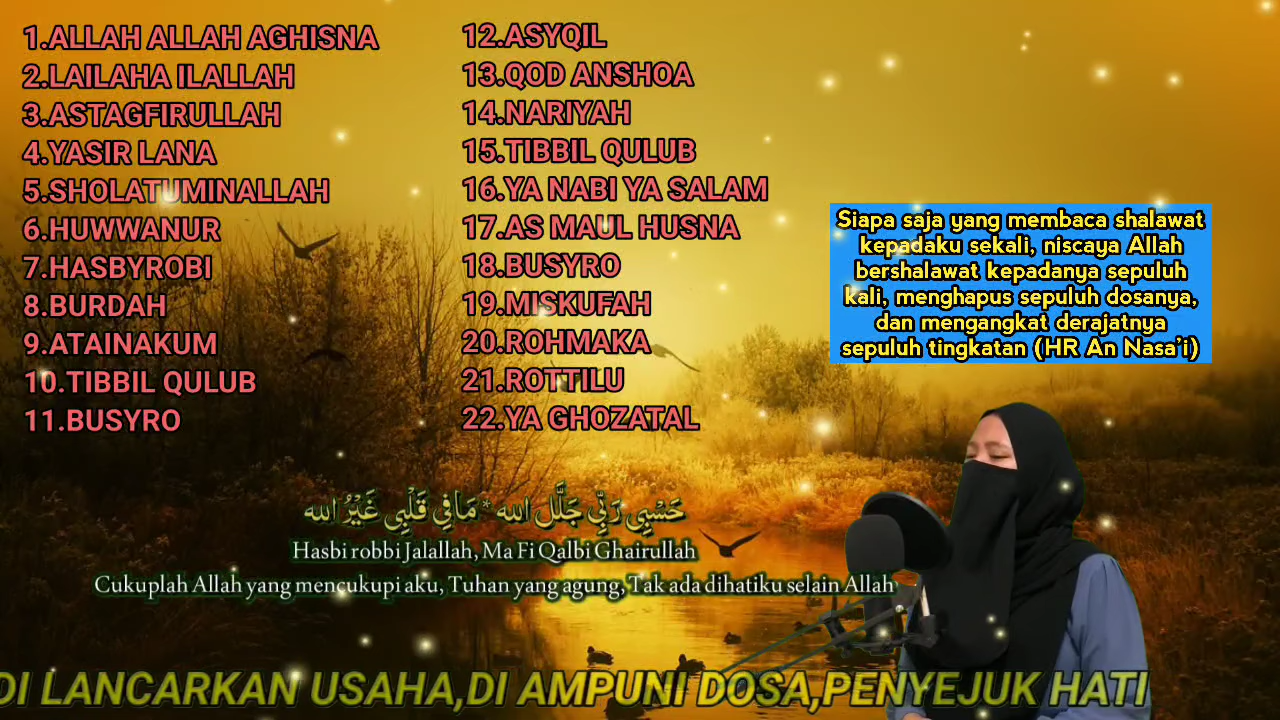 1.ALLAH ALLAH AGHISNA
2.LAILAHA ILALLAH
3.ASTAGFIRULLAH
4.YASIR LANA
5.SHOLATUMINALLAH
6.HUWWANUR
7.HASBYROBI
8.BURDAH
9.ATAINAKUM
10.TIBBIL QULUB
11.BUSYRO
12.ASYQIL
13.QOD ANSHOA
14.NARIYAH
15.TIBBIL QULUB
16.YA NABI YA SALAM
17.AS MAUL HUSNA
18.BUSYRO
19.MISKUFAH
20.ROHMAKA
21.ROTTILU
22.YA GHOZATAL
Siapa saja yang membaca shalawat
kepadaku sekali, niscaya Allah
bershalawat kepadanya sepuluh
kali, menghapus sepuluh dosanya,
dan mengangkat derajatnya
sepuluh tingkatan (HR An Nasa'i)
حَسْبِى رَبِّى جَلَّل الله * مَافِى قَلْبِى غَيْرُ الله
Hasbi robbi Jalallah, Ma Fi Qalbi Ghairullah
Cukuplah Allah yang mencukupi aku, Tuhan yang agung, Tak ada dihatiku selain Allah
DI LANCARKAN USAHA,DI AMPUNI DOSA,PENYEJUK HATI